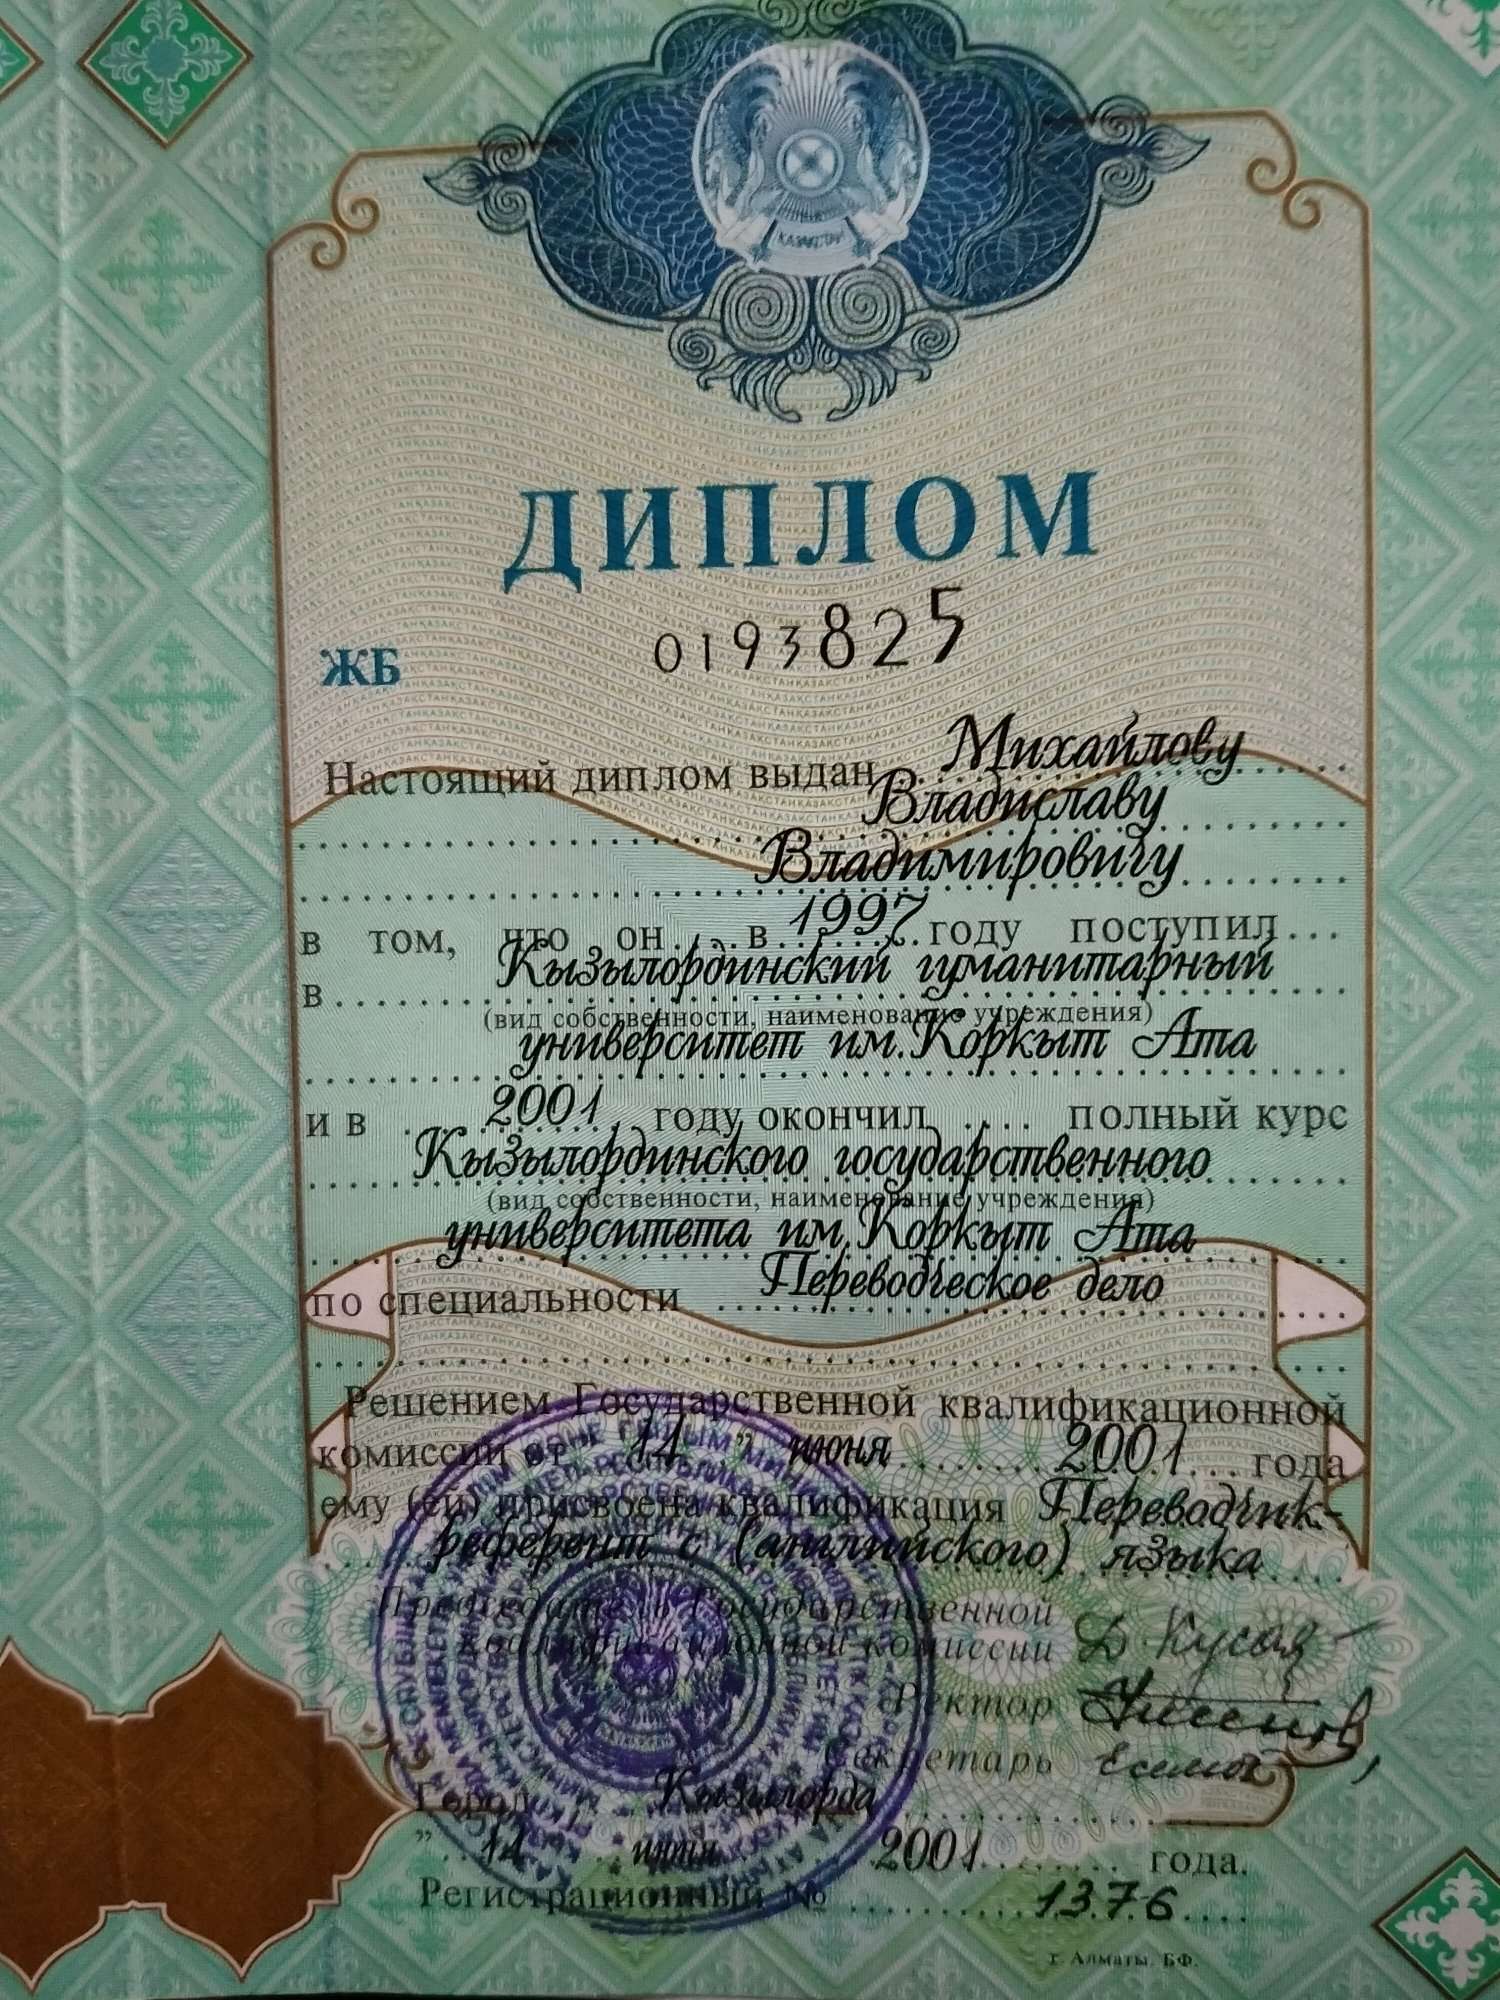 ҚАЗАҚСТАН
ДИПЛОМ
ЖБ 0193825
Настоящий диплом выдан Михайлову
Владиславу
Владимировичу
в том, что он в 1997 году поступил
в Кызылординский гуманитарный
(вид собственности, наименование учреждения)
университет им.Коркыт Ата
и в 2001 году окончил полный курс
Кызылординского государственного
(вид собственности, наименование учреждения)
университета им.Коркыт Ата
по специальности Переводческое дело
Решением Государственной квалификационной
комиссии от 14 ” июня 2001 года
ему (ей) присвоена квалификация Переводчик-
референт с (английского) языка
Председатель Государственной
квалификационной комиссии
Ректор
Секретарь
Город Кызылорда
” 14 июня 2001 года.
Регистрационный № 1376
г. Алматы. БФ.